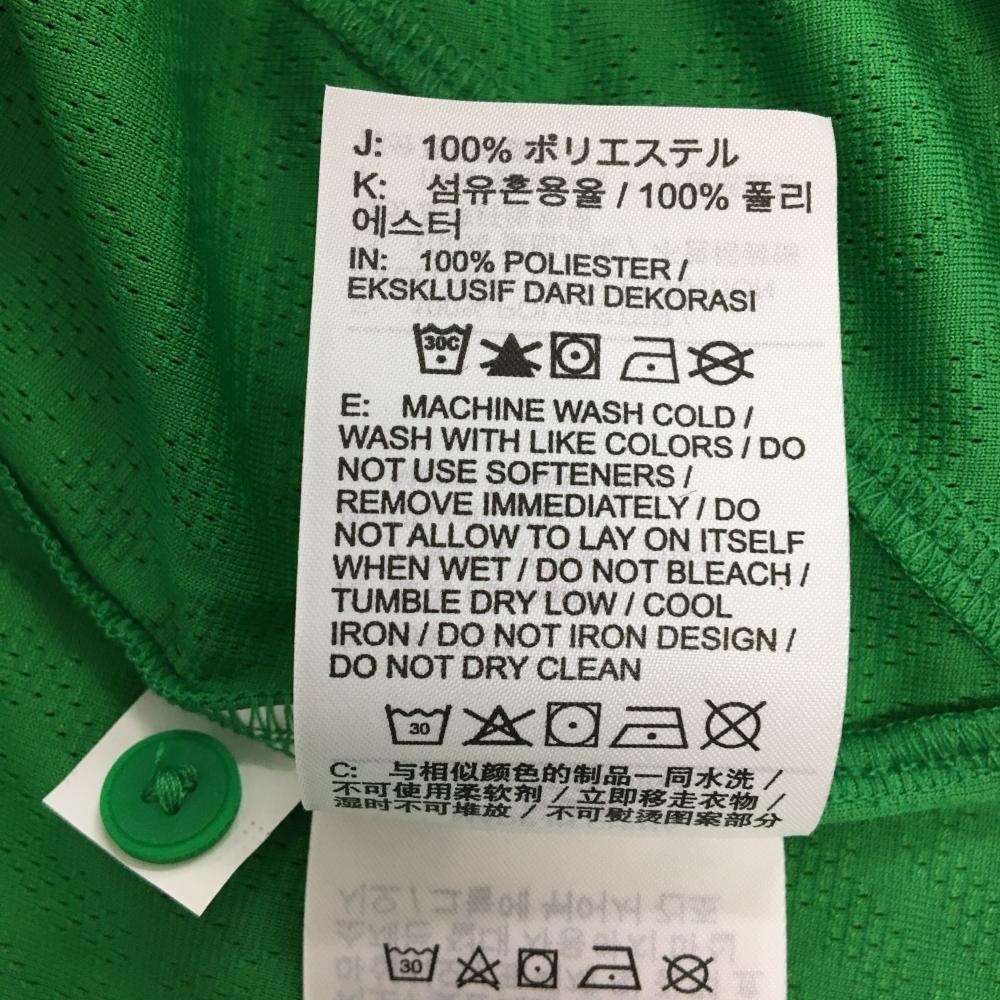 J: 100% ポリエステル
K: 섬유혼용율 / 100% 폴리
에스터
IN: 100% POLIESTER /
EKSKLUSIF DARI DEKORASI
30C
E: MACHINE WASH COLD /
WASH WITH LIKE COLORS / DO
NOT USE SOFTENERS /
REMOVE IMMEDIATELY / DO
NOT ALLOW TO LAY ON ITSELF
WHEN WET / DO NOT BLEACH /
TUMBLE DRY LOW / COOL
IRON / DO NOT IRON DESIGN /
DO NOT DRY CLEAN
30
C: 与相似颜色的制品一同水洗 /
不可使用柔软剂 / 立即移走衣物 /
湿时不可堆放 / 不可熨烫图案部分
30